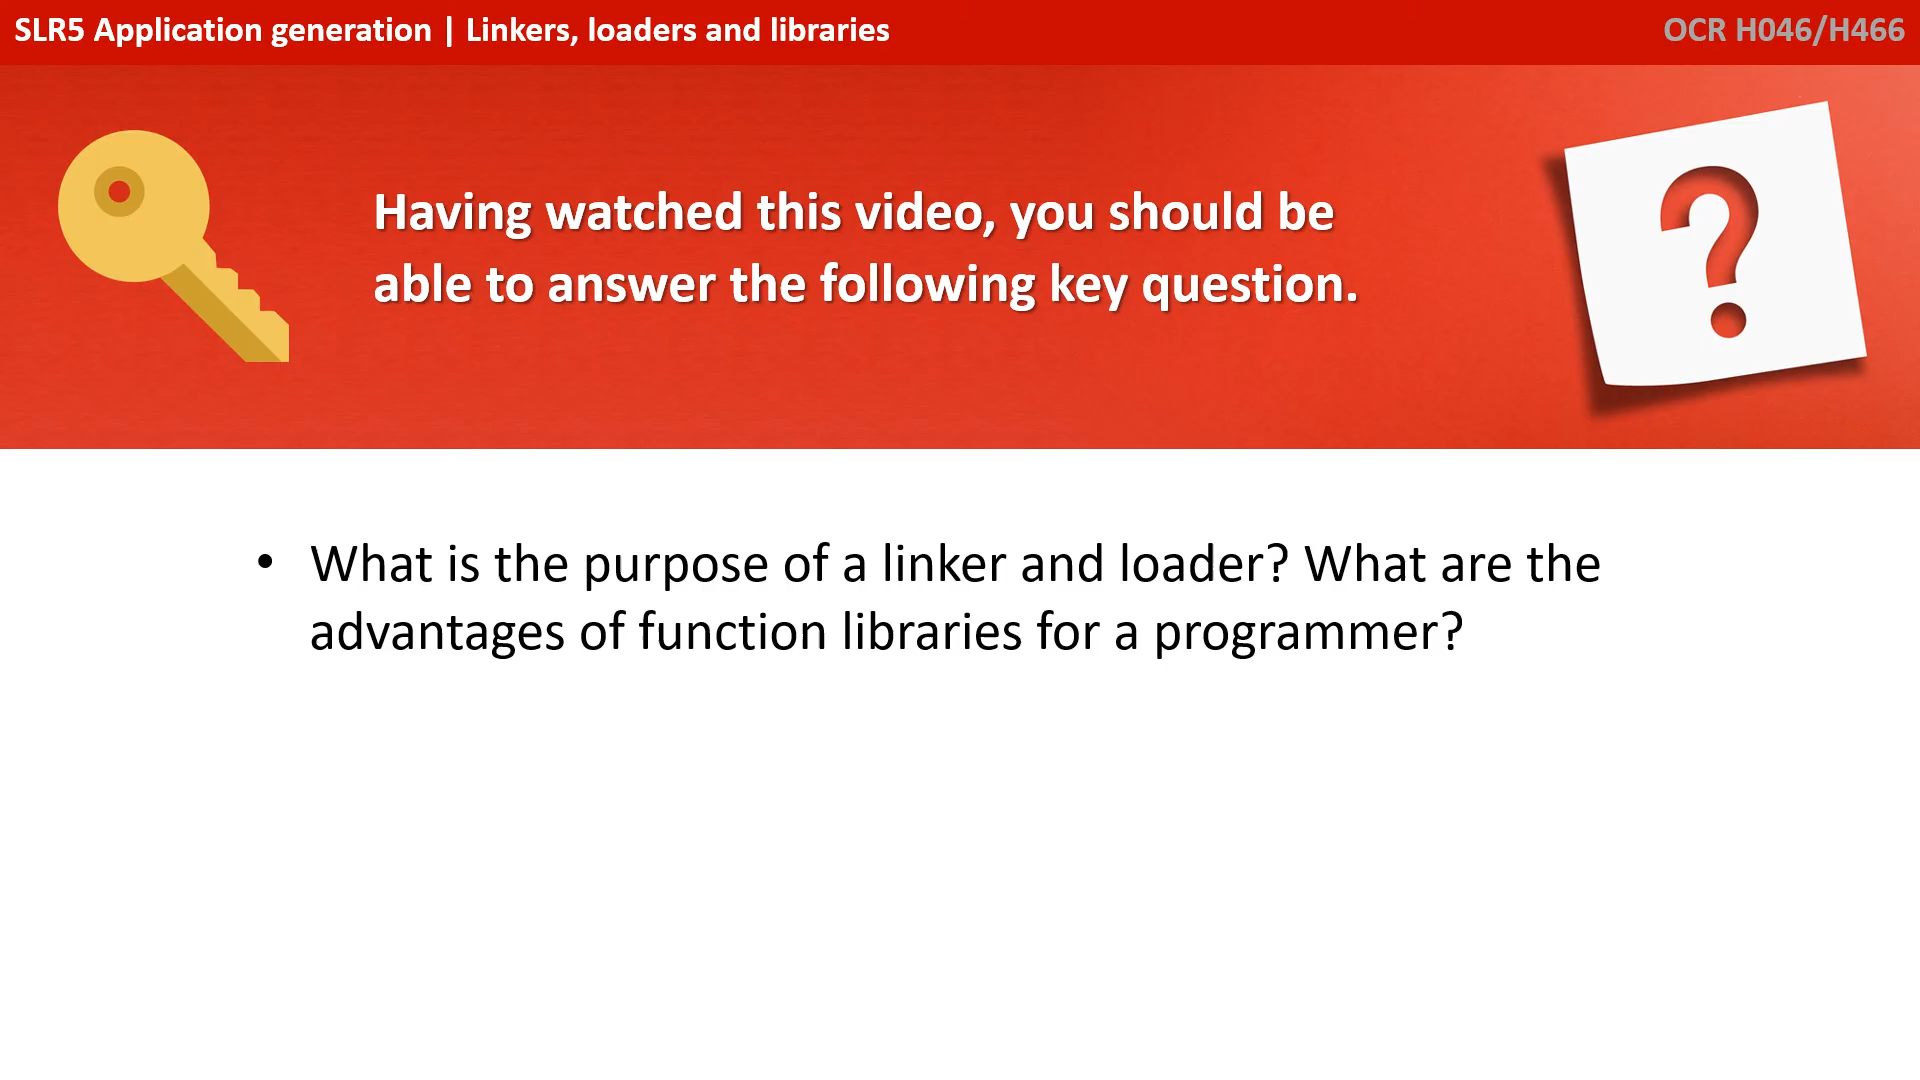 SLR5 Application generation | Linkers, loaders and libraries
OCR H046/H466
Having watched this video, you should be
able to answer the following key question.
?
• What is the purpose of a linker and loader? What are the
advantages of function libraries for a programmer?